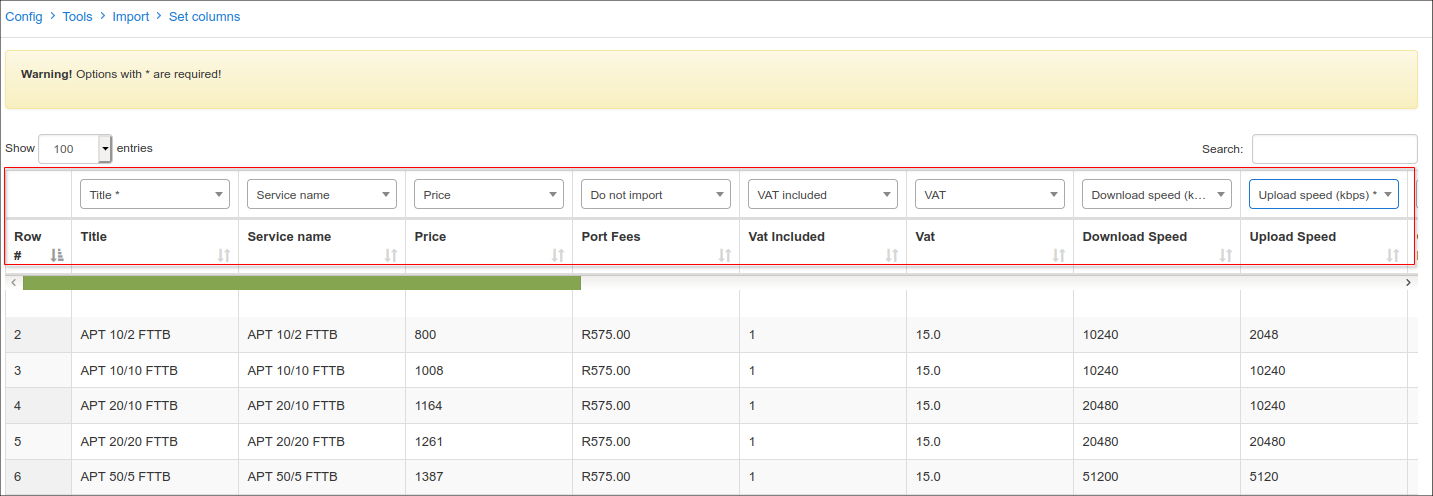 Config > Tools > Import > Set columns
Warning! Options with * are required!
Show 100 entries Search:
Title * Service name Price Do not import VAT included VAT Download speed (k... Upload speed (kbps) *
Row # Title Service name Price Port Fees Vat Included Vat Download Speed Upload Speed
2 APT 10/2 FTTB APT 10/2 FTTB 800 R575.00 1 15.0 10240 2048
3 APT 10/10 FTTB APT 10/10 FTTB 1008 R575.00 1 15.0 10240 10240
4 APT 20/10 FTTB APT 20/10 FTTB 1164 R575.00 1 15.0 20480 10240
5 APT 20/20 FTTB APT 20/20 FTTB 1261 R575.00 1 15.0 20480 20480
6 APT 50/5 FTTB APT 50/5 FTTB 1387 R575.00 1 15.0 51200 5120